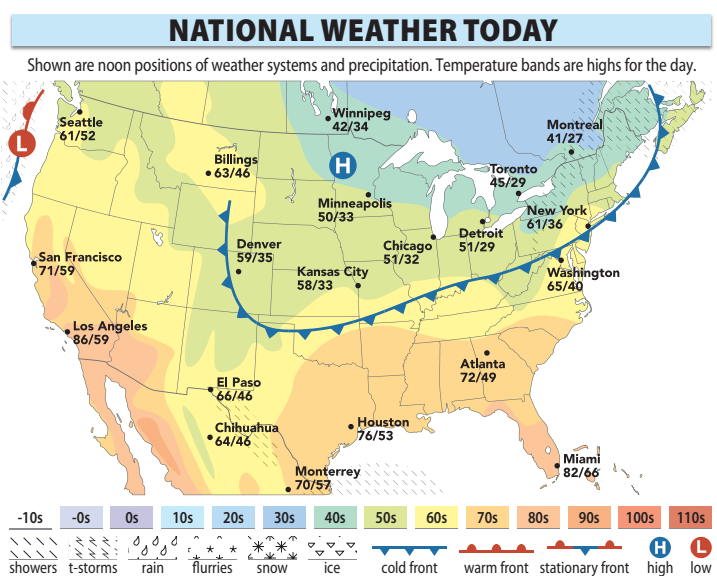 NATIONAL WEATHER TODAY
Shown are noon positions of weather systems and precipitation. Temperature bands are highs for the day.
L
Seattle
61/52
Billings
63/46
Winnipeg
42/34
H
Minneapolis
50/33
Montreal
41/27
Toronto
45/29
New York
61/36
Detroit
51/29
Chicago
51/32
Washington
65/40
San Francisco
71/59
Denver
59/35
Kansas City
58/33
Los Angeles
86/59
Atlanta
72/49
El Paso
66/46
Chihuahua
64/46
Houston
76/53
Monterrey
70/57
Miami
82/66
-10s -0s 0s 10s 20s 30s 40s 50s 60s 70s 80s 90s 100s 110s
H L
showers t-storms rain flurries snow ice cold front warm front stationary front high low